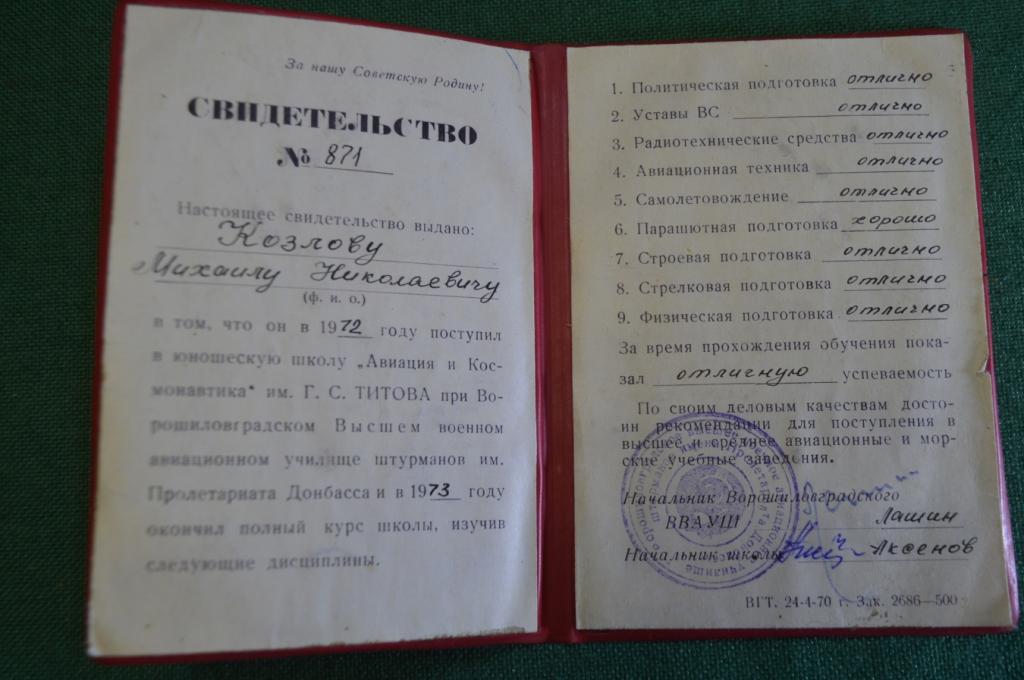 За нашу Советскую Родину!
СВИДЕТЕЛЬСТВО
№ 871
Настоящее свидетельство выдано:
Козлову
Михаилу Николаевичу
(ф. и. о.)
в том, что он в 1972 году поступил
в юношескую школу „Авиация и Кос-
монавтика" им. Г. С. ТИТОВА при Во-
рошиловградском Высшем военном
авиационном училище штурманов им.
Пролетариата Донбасса и в 1973 году
окончил полный курс школы, изучив
следующие дисциплины.
1. Политическая подготовка отлично
2. Уставы ВС отлично
3. Радиотехнические средства отлично
4. Авиационная техника отлично
5. Самолетовождение отлично
6. Парашютная подготовка хорошо
7. Строевая подготовка отлично
8. Стрелковая подготовка отлично
9. Физическая подготовка отлично
За время прохождения обучения пока-
зал отличную успеваемость
По своим деловым качествам досто-
ин рекомендации для поступления в
высшее и среднее авиационные и мор-
ские учебные заведения.
Начальник Ворошиловградского
ВВАУШ Лашин
Начальник школы Аксенов
ВГТ. 24-4-70 г. Зак. 2686—500